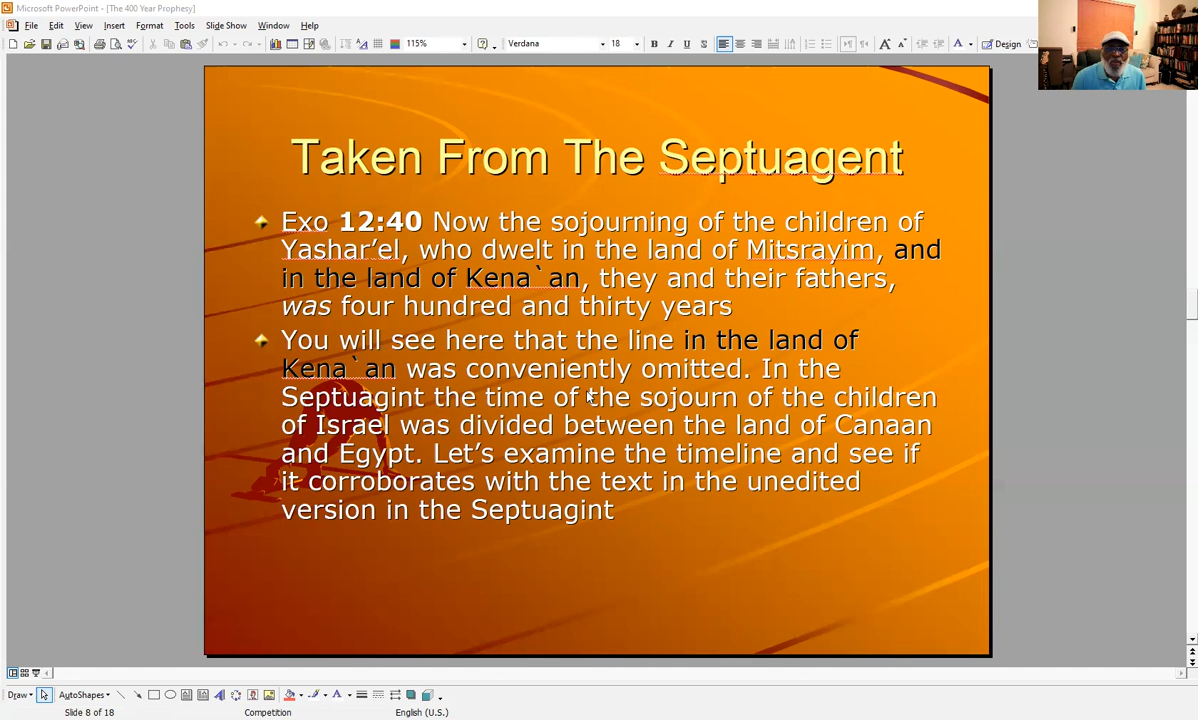 Microsoft PowerPoint - [The 400 Year Prophesy]
File Edit View Insert Format Tools Slide Show Window Help
115% Verdana 18 B I U S A A A Design
Taken From The Septuagent
Exo 12:40 Now the sojourning of the children of
Yashar’el, who dwelt in the land of Mitsrayim, and
in the land of Kena`an, they and their fathers,
was four hundred and thirty years
You will see here that the line in the land of
Kena`an was conveniently omitted. In the
Septuagint the time of the sojourn of the children
of Israel was divided between the land of Canaan
and Egypt. Let’s examine the timeline and see if
it corroborates with the text in the unedited
version in the Septuagint
Draw AutoShapes A
Slide 8 of 18 Competition English (U.S.)